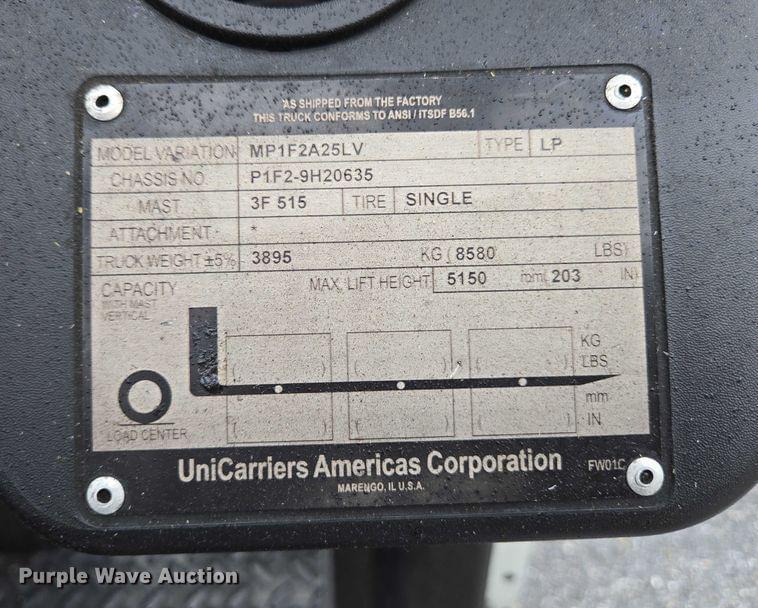 AS SHIPPED FROM THE FACTORY
THIS TRUCK CONFORMS TO ANSI / ITSDF B56.1
MODEL VARIATION MP1F2A25LV TYPE LP
CHASSIS NO. P1F2-9H20635
MAST 3F 515 TIRE SINGLE
ATTACHMENT *
TRUCK WEIGHT ±5% 3895 KG ( 8580 LBS)
CAPACITY MAX. LIFT HEIGHT 5150 mm( 203 IN)
WITH MAST
VERTICAL
KG
( ) ( ) ( ) LBS
mm
( ) ( ) ( ) IN
LOAD CENTER
UniCarriers Americas Corporation FW01C
MARENGO, IL U.S.A.
Purple Wave Auction